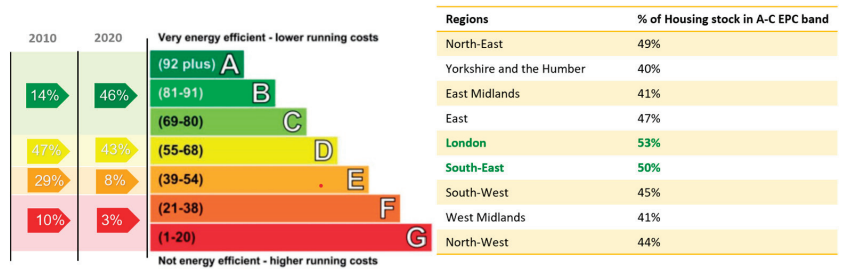 2010 2020 Very energy efficient - lower running costs
(92 plus) A
14% 46% (81-91) B
(69-80) C
47% 43% (55-68) D
29% 8% (39-54) E
(21-38) F
10% 3%
(1-20) G
Not energy efficient - higher running costs
Regions % of Housing stock in A-C EPC band
North-East 49%
Yorkshire and the Humber 40%
East Midlands 41%
East 47%
London 53%
South-East 50%
South-West 45%
West Midlands 41%
North-West 44%